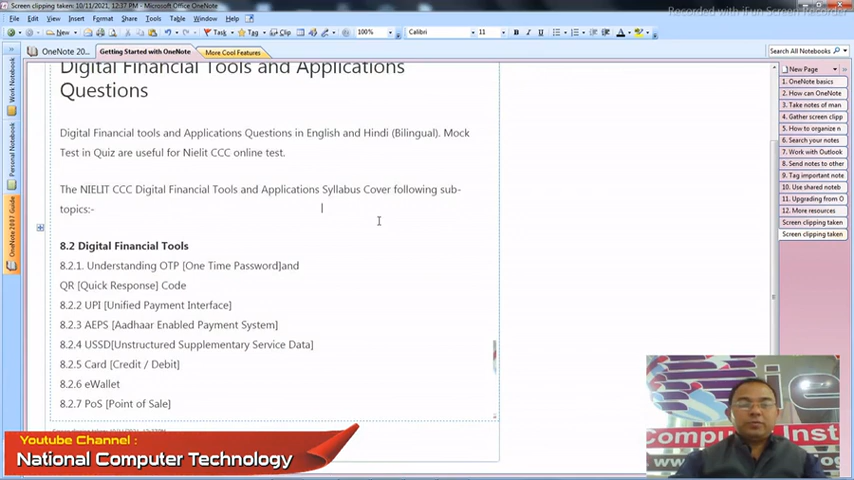 Screen clipping taken: 10/11/2021, 12:37 PM - Microsoft Office OneNote
Recorded with iFun Screen Recorder
File Edit View Insert Format Share Tools Table Window Help
New Task Tag Clip 100% Calibri 11 B I U
OneNote 20... Getting Started with OneNote More Cool Features Search All Notebooks
Work Notebook
Personal Notebook
OneNote 2007 Guide
Digital Financial Tools and Applications
Questions
Digital Financial tools and Applications Questions in English and Hindi (Bilingual). Mock
Test in Quiz are useful for Nielit CCC online test.
The NIELIT CCC Digital Financial Tools and Applications Syllabus Cover following sub-
topics:-
8.2 Digital Financial Tools
8.2.1. Understanding OTP [One Time Password]and
QR [Quick Response] Code
8.2.2 UPI [Unified Payment Interface]
8.2.3 AEPS [Aadhaar Enabled Payment System]
8.2.4 USSD[Unstructured Supplementary Service Data]
8.2.5 Card [Credit / Debit]
8.2.6 eWallet
8.2.7 PoS [Point of Sale]
New Page
1. OneNote basics
2. How can OneNote
3. Take notes of man
4. Gather screen clipp
5. How to organize n
6. Search your notes
7. Work with Outlook
8. Send notes to other
9. Tag important note
10. Use shared noteb
11. Upgrading from O
12. More resources
Screen clipping taken
Screen clipping taken
Youtube Channel :
National Computer Technology